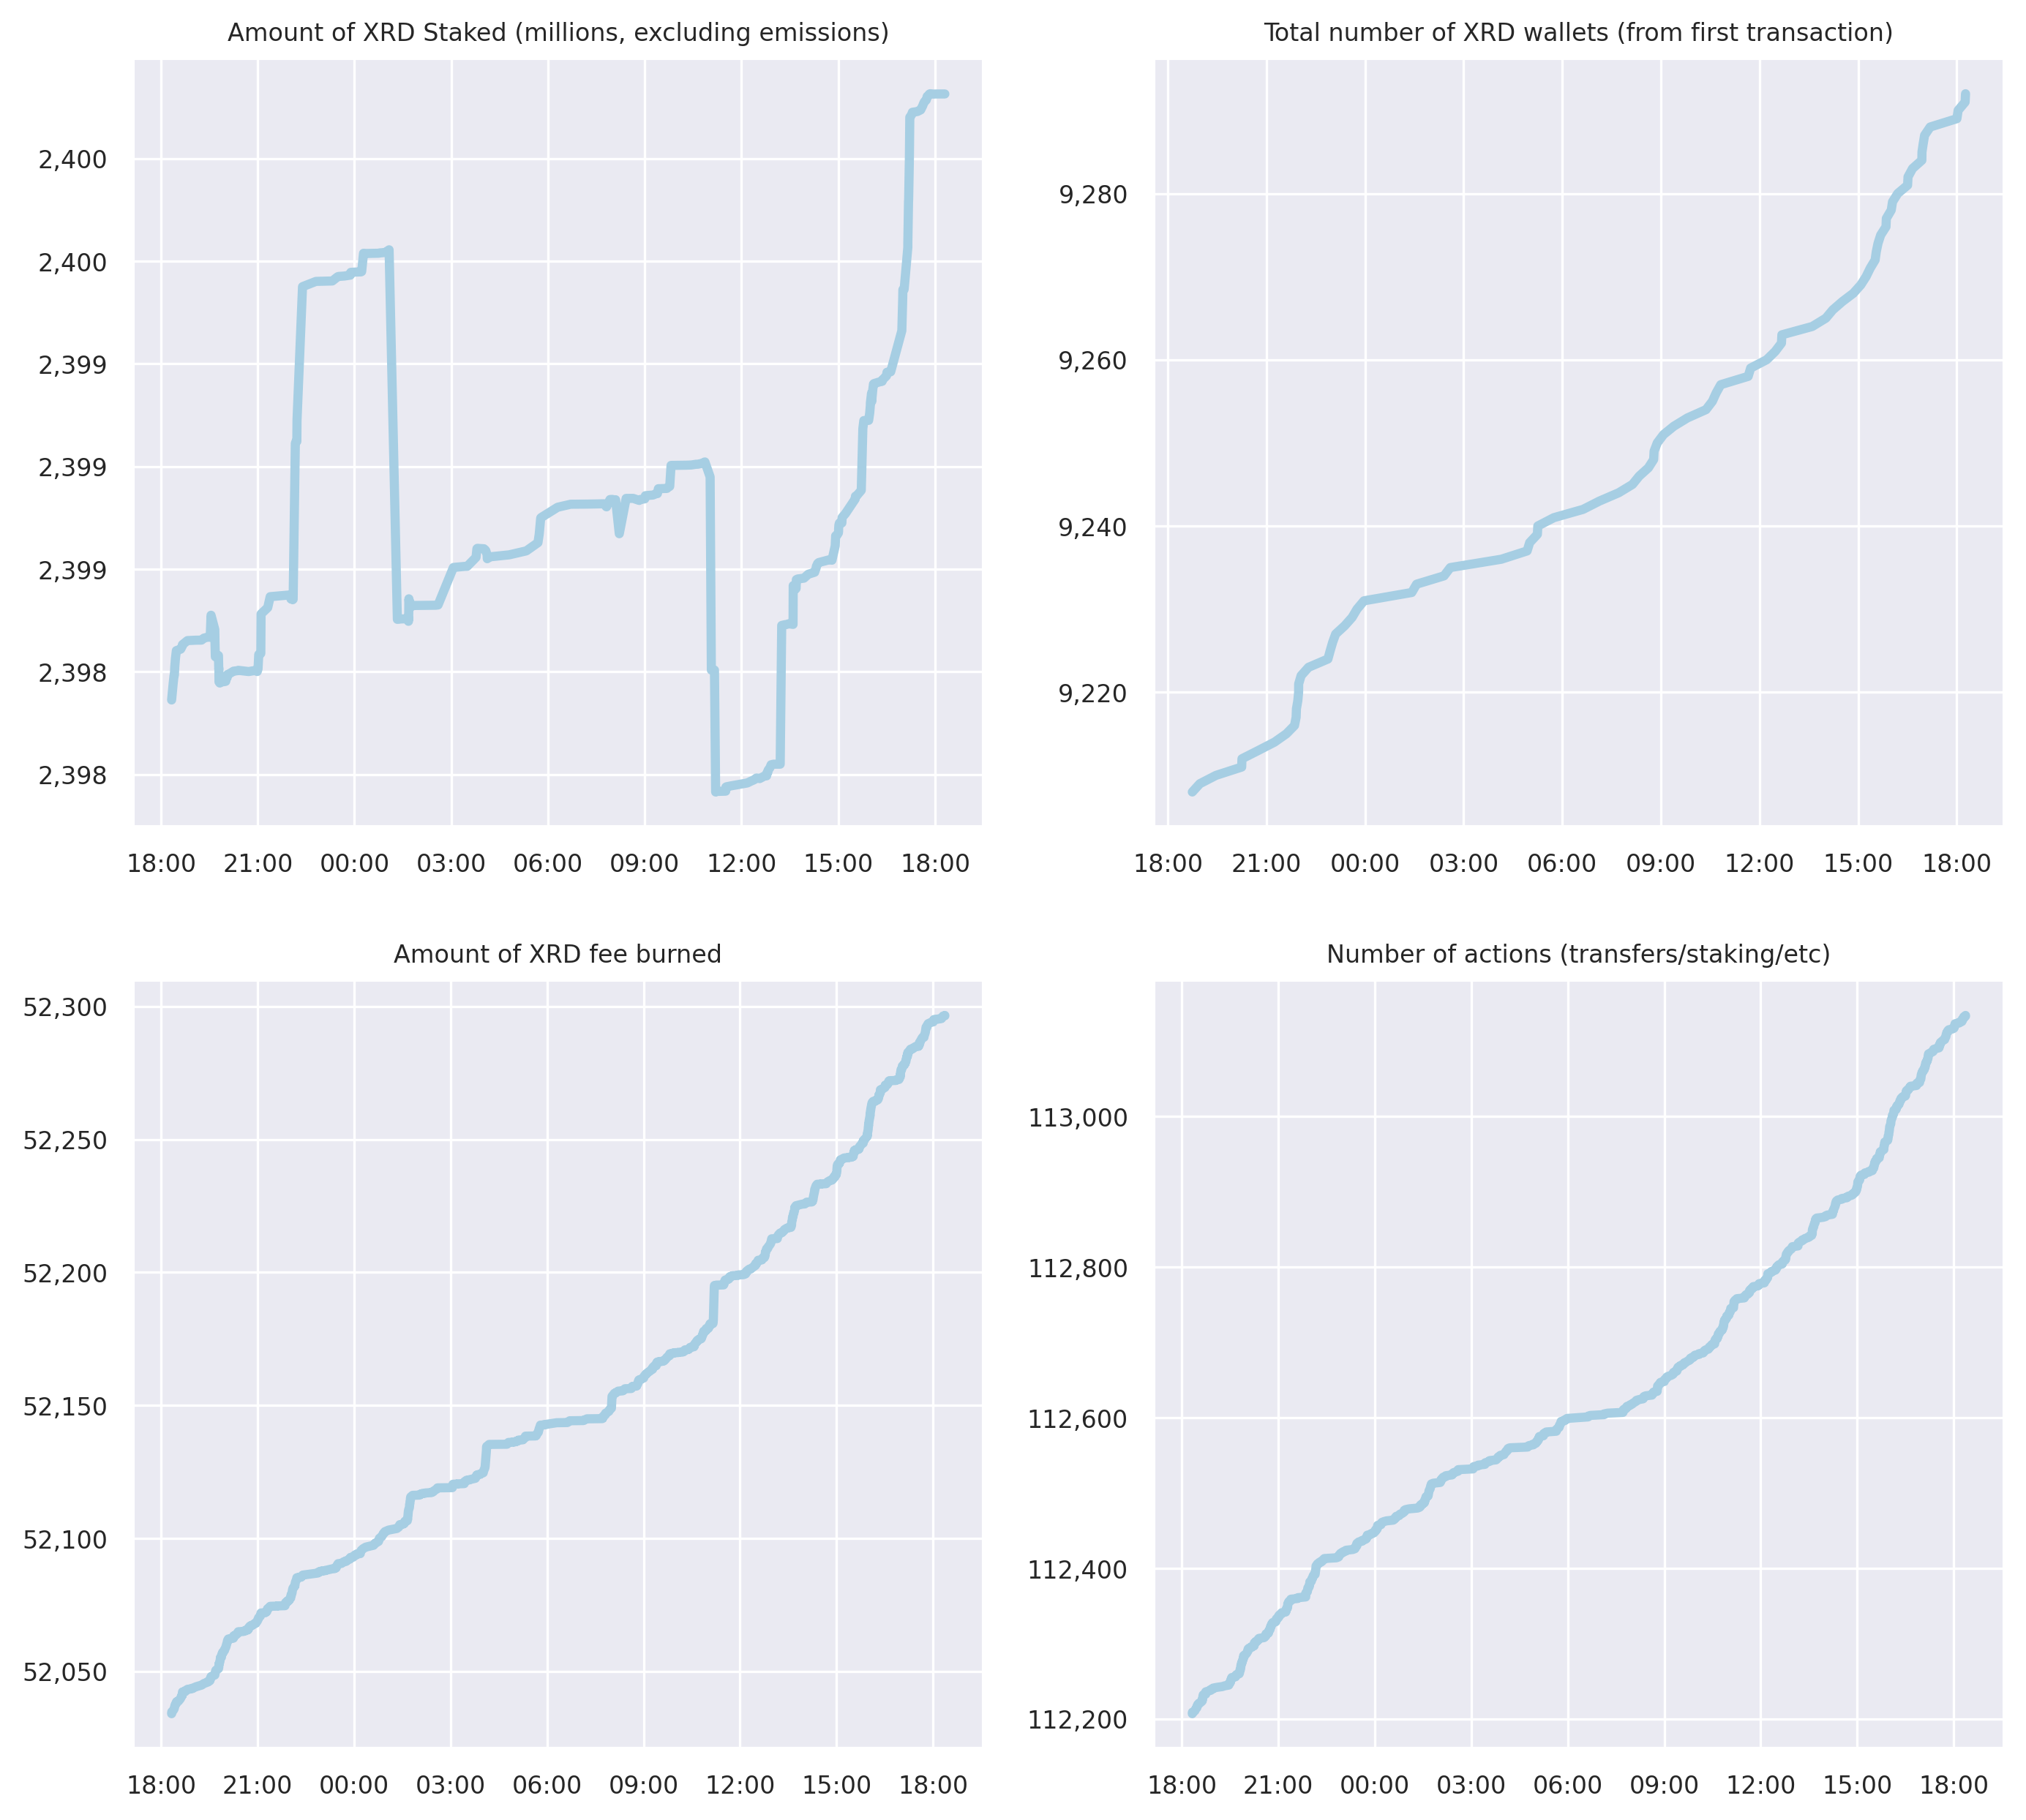 Amount of XRD Staked (millions, excluding emissions)
2,400
2,400
2,399
2,399
2,399
2,398
2,398
18:00 21:00 00:00 03:00 06:00 09:00 12:00 15:00 18:00
Total number of XRD wallets (from first transaction)
9,280
9,260
9,240
9,220
18:00 21:00 00:00 03:00 06:00 09:00 12:00 15:00 18:00
Amount of XRD fee burned
52,300
52,250
52,200
52,150
52,100
52,050
18:00 21:00 00:00 03:00 06:00 09:00 12:00 15:00 18:00
Number of actions (transfers/staking/etc)
113,000
112,800
112,600
112,400
112,200
18:00 21:00 00:00 03:00 06:00 09:00 12:00 15:00 18:00